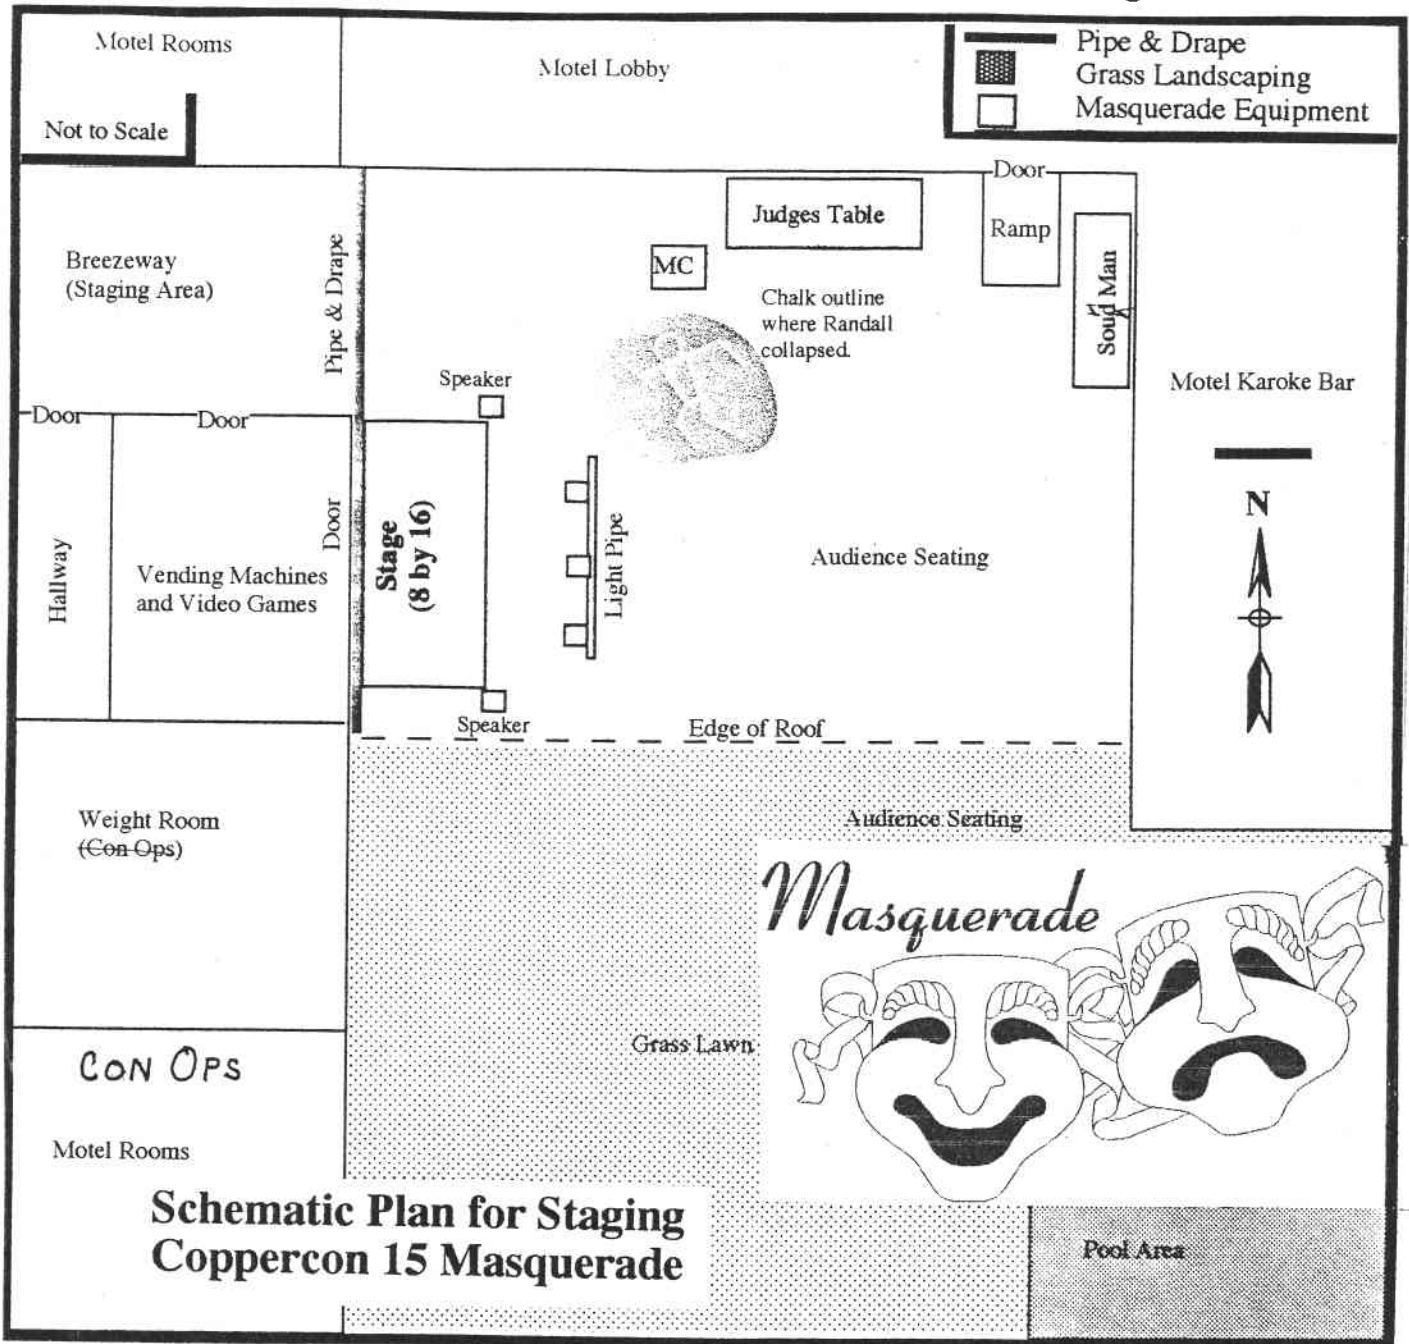 Motel Rooms
Motel Lobby
Pipe & Drape
Grass Landscaping
Masquerade Equipment
Not to Scale
Door
Judges Table
Ramp
MC
Soud Man
Breezeway
(Staging Area)
Pipe & Drape
Chalk outline
where Randall
collapsed.
Speaker
Motel Karoke Bar
Door
Door
N
Door
Stage
(8 by 16)
Light Pipe
Audience Seating
Hallway
Vending Machines
and Video Games
Speaker
Edge of Roof
Weight Room
(Con Ops)
Audience Seating
Masquerade
Grass Lawn
CON OPS
Motel Rooms
Schematic Plan for Staging
Coppercon 15 Masquerade
Pool Area